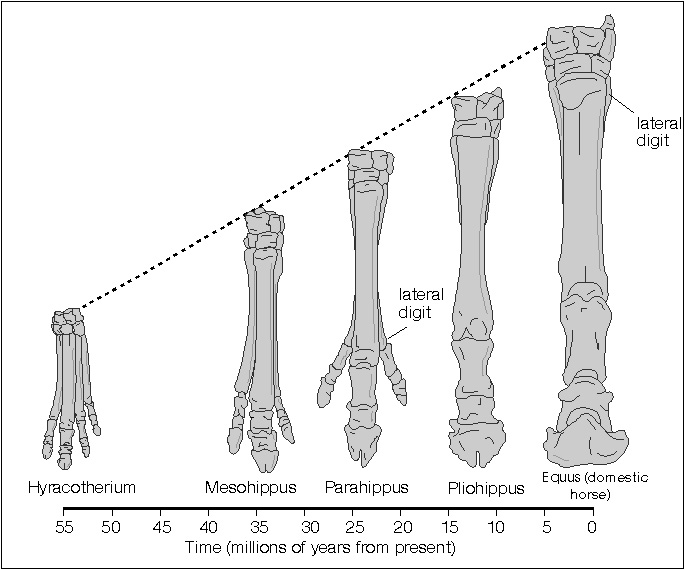 lateral
digit
lateral
digit
Hyracotherium
Mesohippus
Parahippus
Pliohippus
Equus (domestic
horse)
55 50 45 40 35 30 25 20 15 10 5 0
Time (millions of years from present)